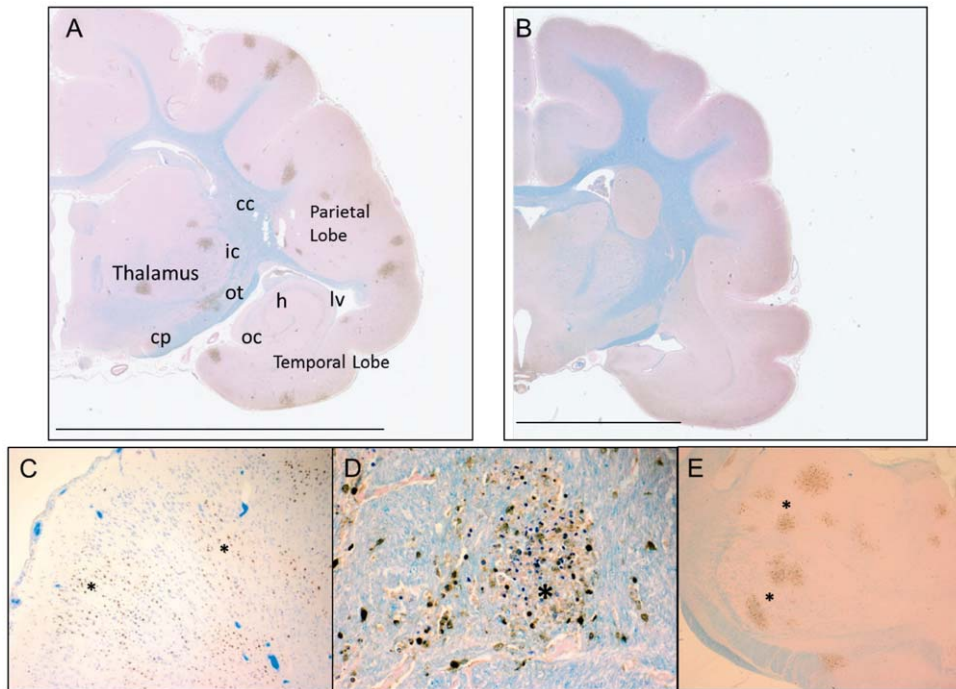 A
cc
Parietal
Lobe
ic
Thalamus
ot
h
lv
cp
oc
Temporal Lobe
B
C
*
*
D
*
E
*
*